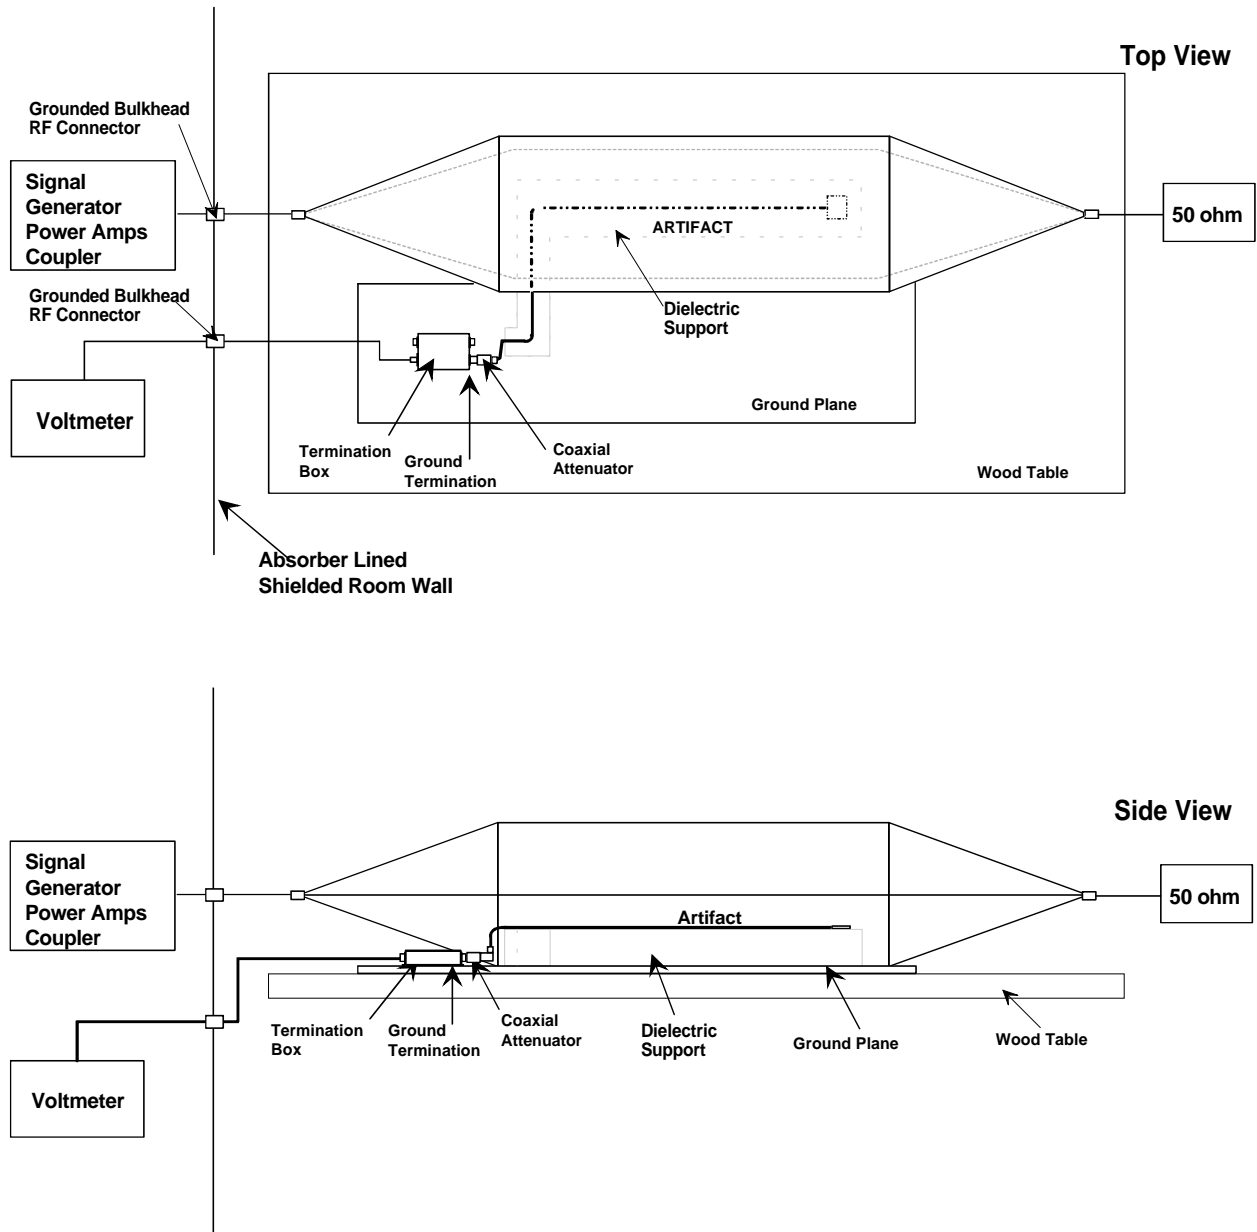 Top View
Grounded Bulkhead
RF Connector
Signal
Generator
Power Amps
Coupler
50 ohm
ARTIFACT
Grounded Bulkhead
RF Connector
Dielectric
Support
Voltmeter
Ground Plane
Termination
Box
Ground
Termination
Coaxial
Attenuator
Wood Table
Absorber Lined
Shielded Room Wall
Side View
Signal
Generator
Power Amps
Coupler
50 ohm
Artifact
Termination
Box
Ground
Termination
Coaxial
Attenuator
Dielectric
Support
Ground Plane
Wood Table
Voltmeter